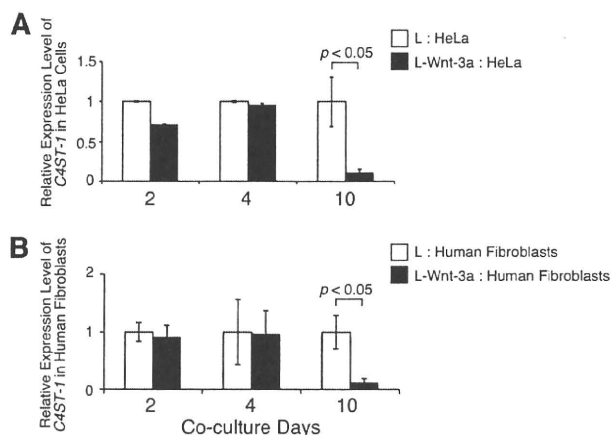 A
Relative Expression Level of
C4ST-1 in HeLa Cells
1.5
1
0.5
0
2
4
10
p < 0.05
L : HeLa
L-Wnt-3a : HeLa
B
Relative Expression Level of
C4ST-1 in Human Fibroblasts
2
1
0
2
4
10
Co-culture Days
p < 0.05
L : Human Fibroblasts
L-Wnt-3a : Human Fibroblasts